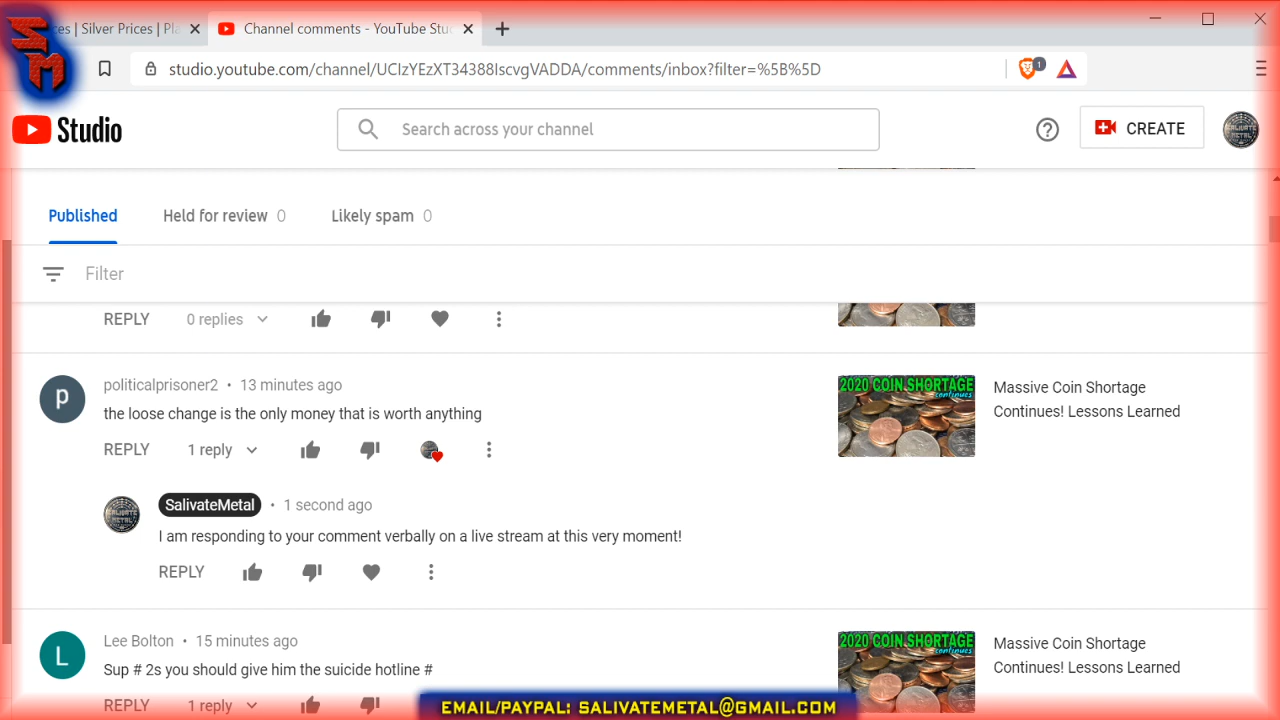 SM
es | Silver Prices | Pla
Channel comments - YouTube Stu
studio.youtube.com/channel/UCIzYEzXT34388IscvgVADDA/comments/inbox?filter=%5B%5D
1
Studio
Search across your channel
CREATE
Published
Held for review 0
Likely spam 0
Filter
REPLY 0 replies
politicalprisoner2 • 13 minutes ago
the loose change is the only money that is worth anything
REPLY 1 reply
2020 COIN SHORTAGE
continues
Massive Coin Shortage
Continues! Lessons Learned
SalivateMetal • 1 second ago
I am responding to your comment verbally on a live stream at this very moment!
REPLY
Lee Bolton • 15 minutes ago
Sup # 2s you should give him the suicide hotline #
REPLY 1 reply
2020 COIN SHORTAGE
continues
Massive Coin Shortage
Continues! Lessons Learned
EMAIL/PAYPAL: SALIVATEMETAL@GMAIL.COM